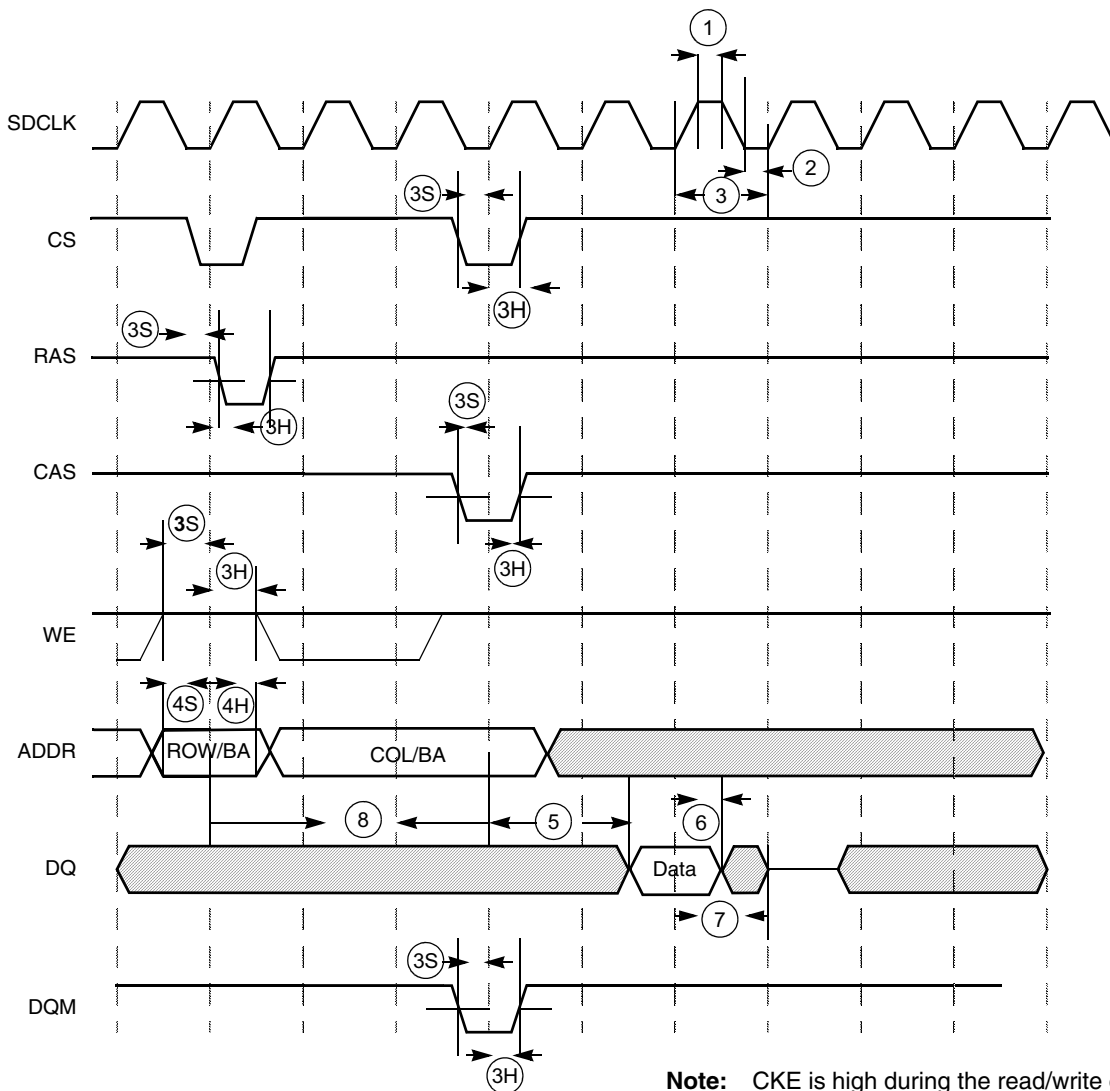 1
SDCLK
2
3S
3
CS
3H
3S
RAS
3S
3H
CAS
3S
3H
3H
WE
4S 4H
ADDR ROW/BA COL/BA
8 5 6
DQ Data
7
3S
DQM
3H
Note: CKE is high during the read/write